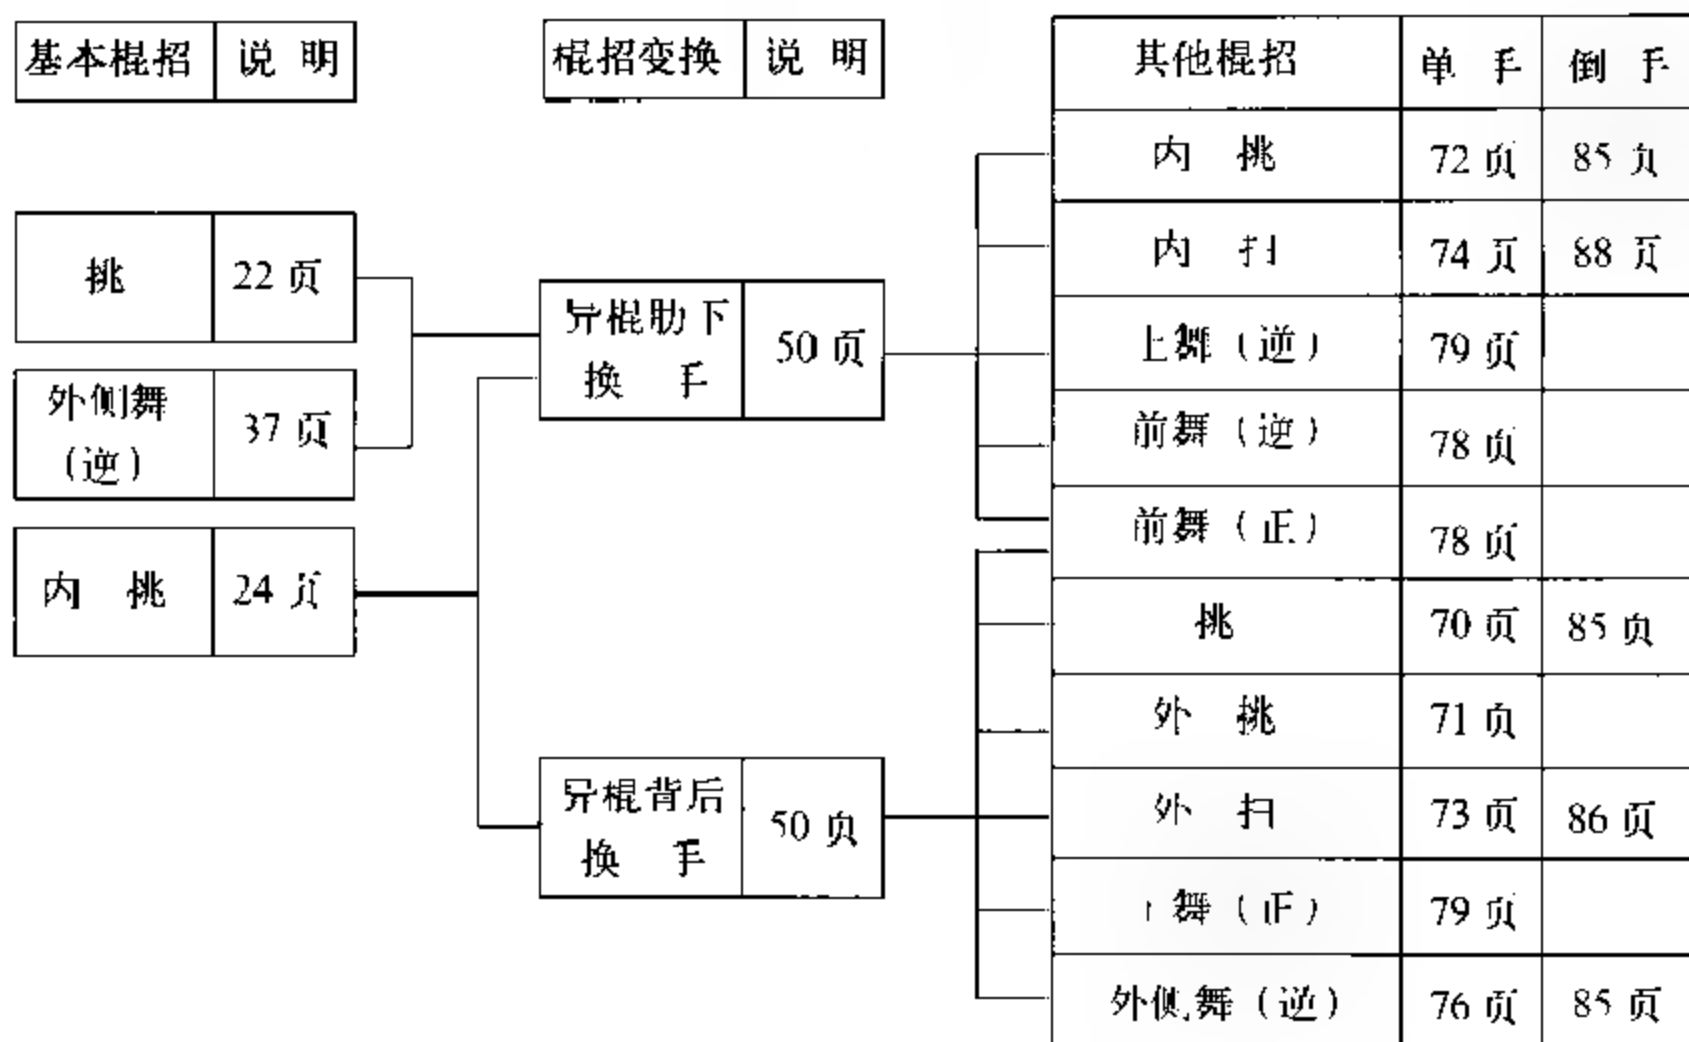 基本棍招 说 明
棍招变换 说 明
挑 22 页
外侧舞
(逆)
37 页
内 挑 24 页
异棍肋下
换 手
50 页
异棍背后
换 手
50 页
其他棍招 单 手 倒 手
内 挑 72 页 85 页
内 扫 74 页 88 页
上舞(逆) 79 页
前舞(逆) 78 页
前舞(正) 78 页
挑 70 页 85 页
外 挑 71 页
外 扫 73 页 86 页
舞(正) 79 页
外侧舞(逆) 76 页 85 页